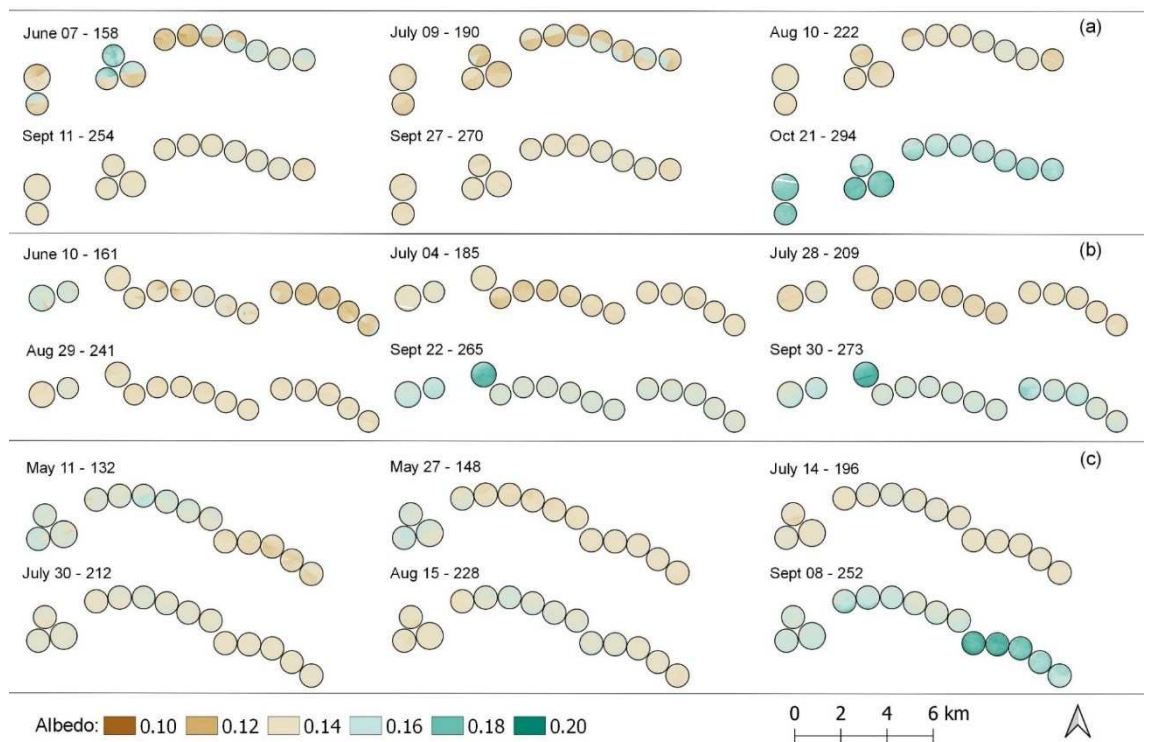 (a)
June 07 - 158
July 09 - 190
Aug 10 - 222
Sept 11 - 254
Sept 27 - 270
Oct 21 - 294
(b)
June 10 - 161
July 04 - 185
July 28 - 209
Aug 29 - 241
Sept 22 - 265
Sept 30 - 273
(c)
May 11 - 132
May 27 - 148
July 14 - 196
July 30 - 212
Aug 15 - 228
Sept 08 - 252
Albedo: 0.10 0.12 0.14 0.16 0.18 0.20
0 2 4 6 km